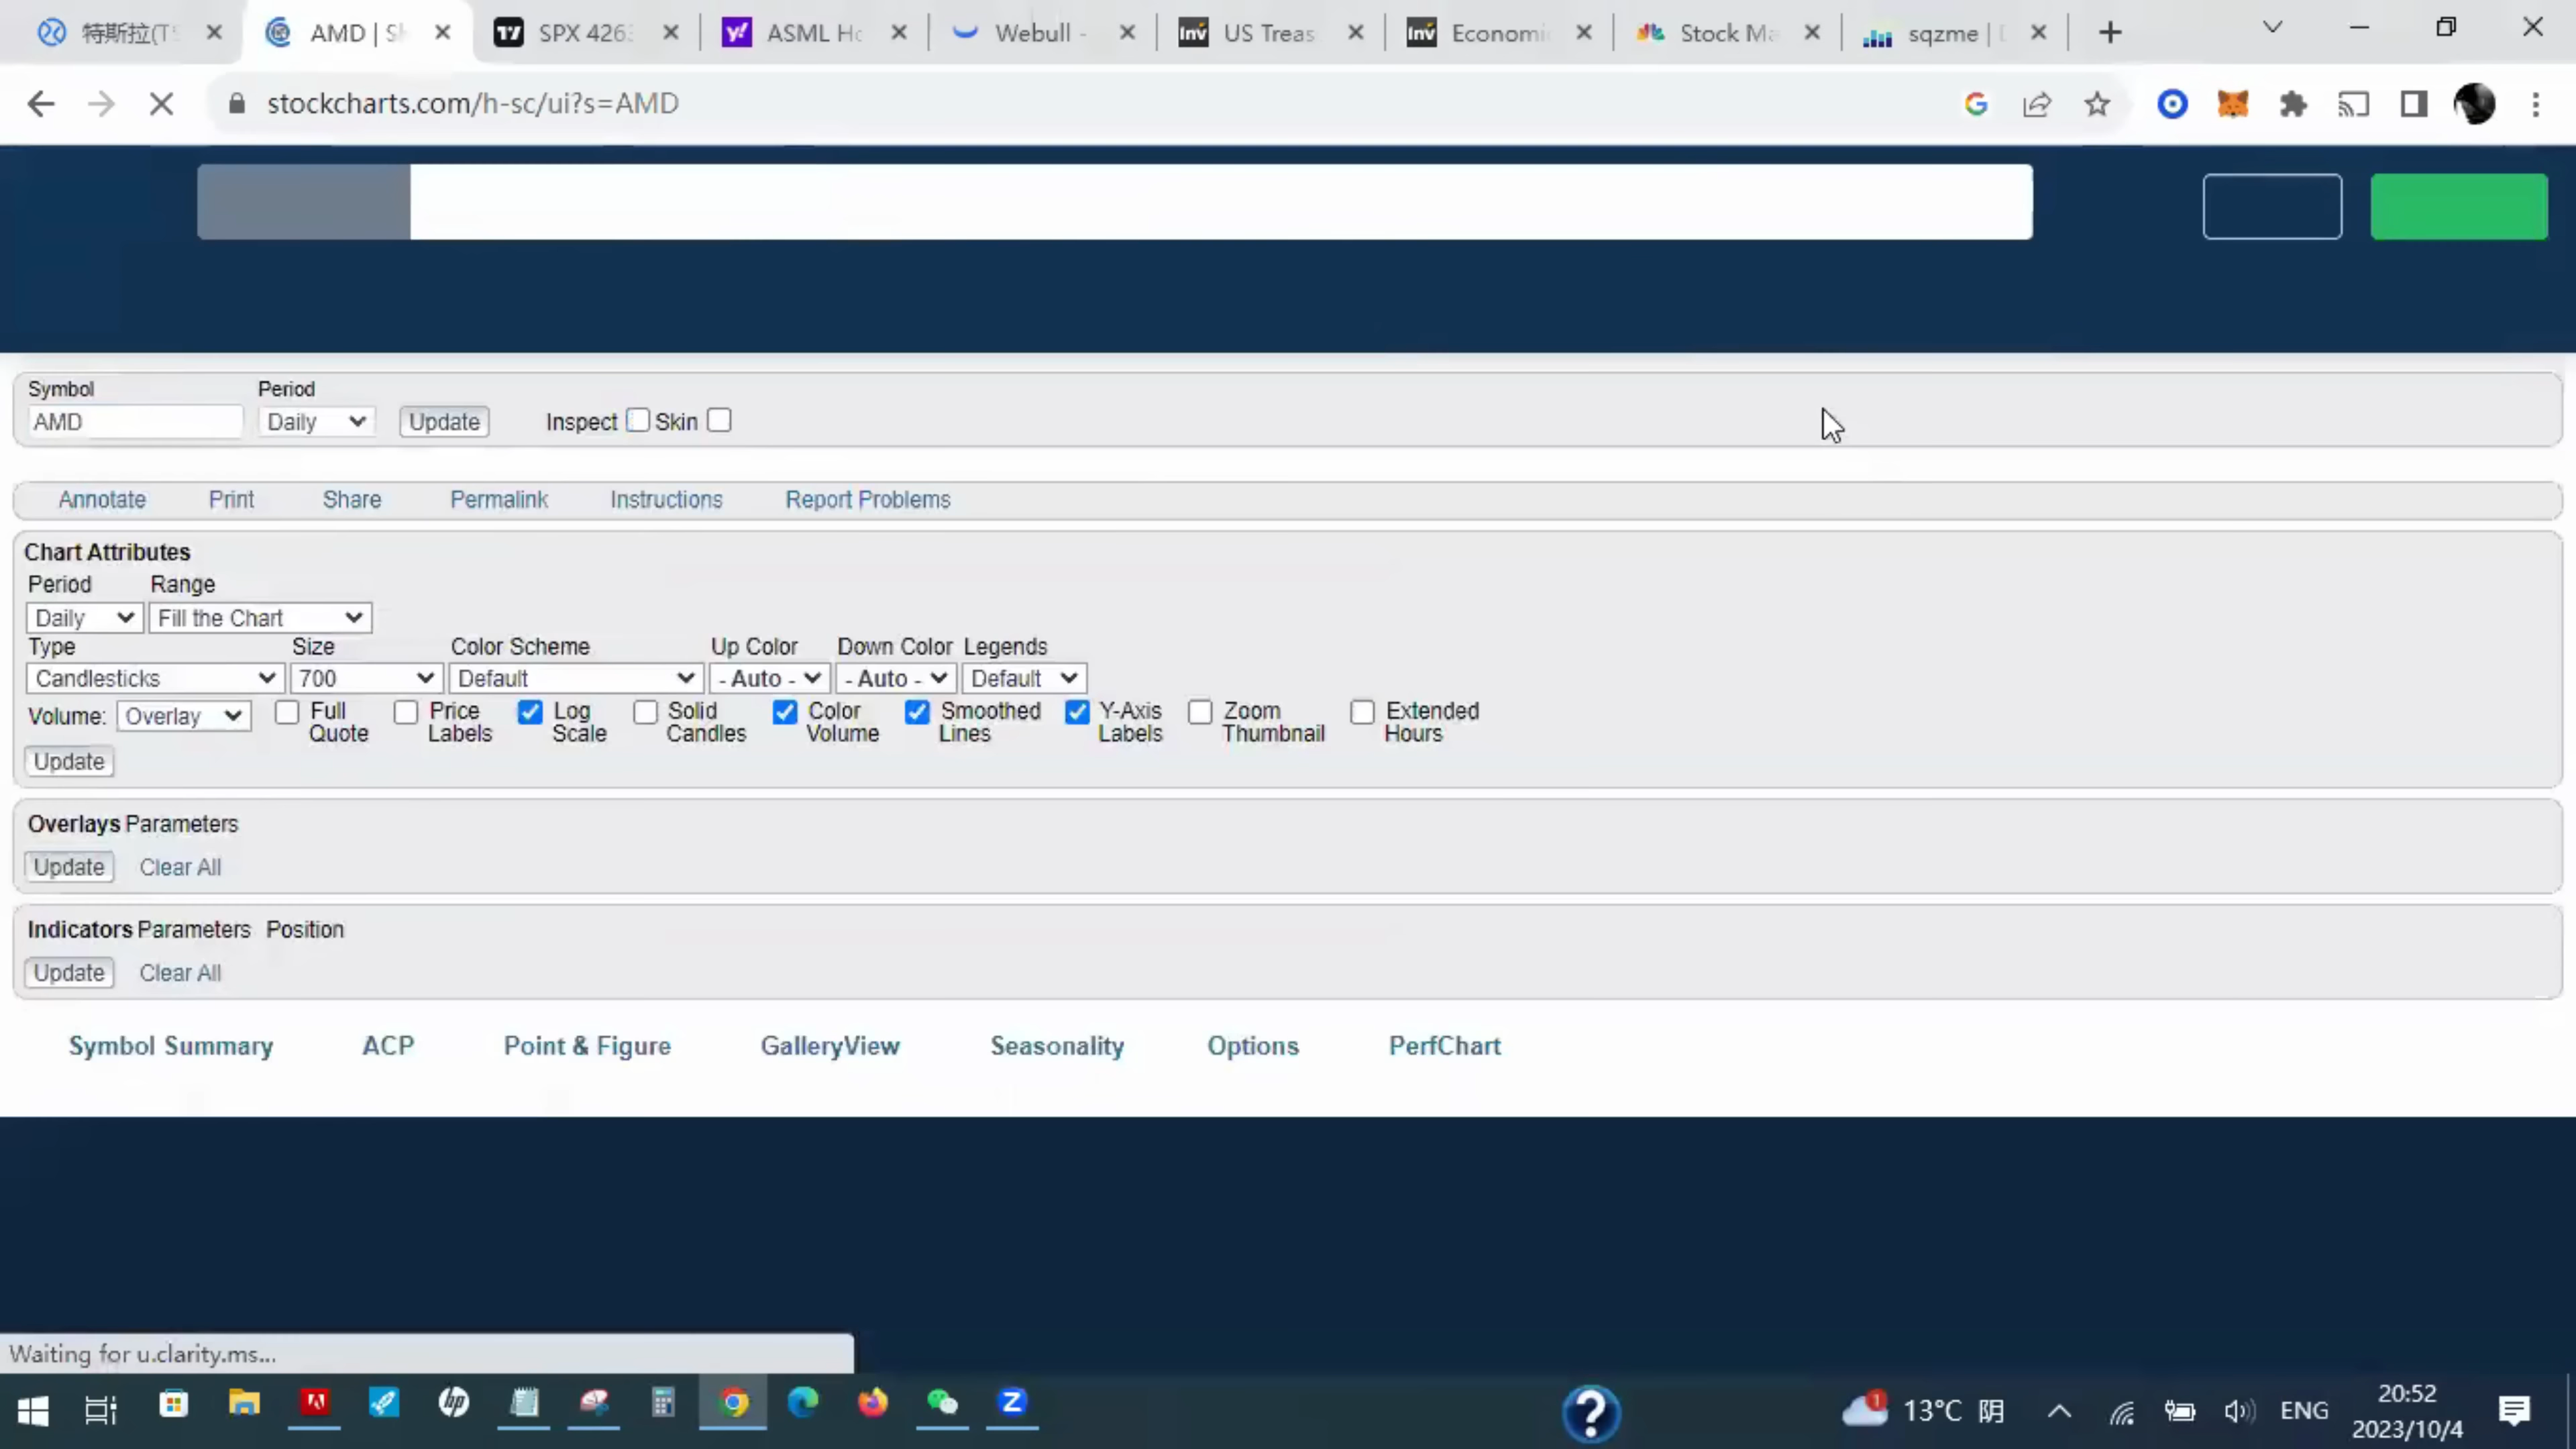 特斯拉(TS
AMD | S
SPX 426
ASML Ho
Webull -
US Treas
Economi
Stock Ma
sqzme |
stockcharts.com/h-sc/ui?s=AMD
Symbol Period
AMD Daily Update Inspect Skin
Annotate Print Share Permalink Instructions Report Problems
Chart Attributes
Period Range
Daily Fill the Chart
Type Size Color Scheme Up Color Down Color Legends
Candlesticks 700 Default - Auto - - Auto - Default
Volume: Overlay Full Quote Price Labels Log Scale Solid Candles Color Volume Smoothed Lines Y-Axis Labels Zoom Thumbnail Extended Hours
Update
Overlays Parameters
Update Clear All
Indicators Parameters Position
Update Clear All
Symbol Summary ACP Point & Figure GalleryView Seasonality Options PerfChart
Waiting for u.clarity.ms...
13°C 阴 ENG 20:52
2023/10/4